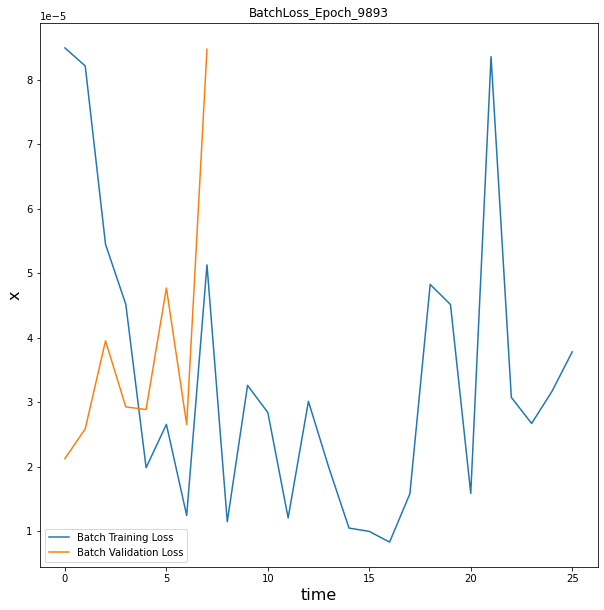 BatchLoss_Epoch_9893
1e−5
8
7
6
5
4
3
2
1
x
0 5 10 15 20 25
time
Batch Training Loss
Batch Validation Loss